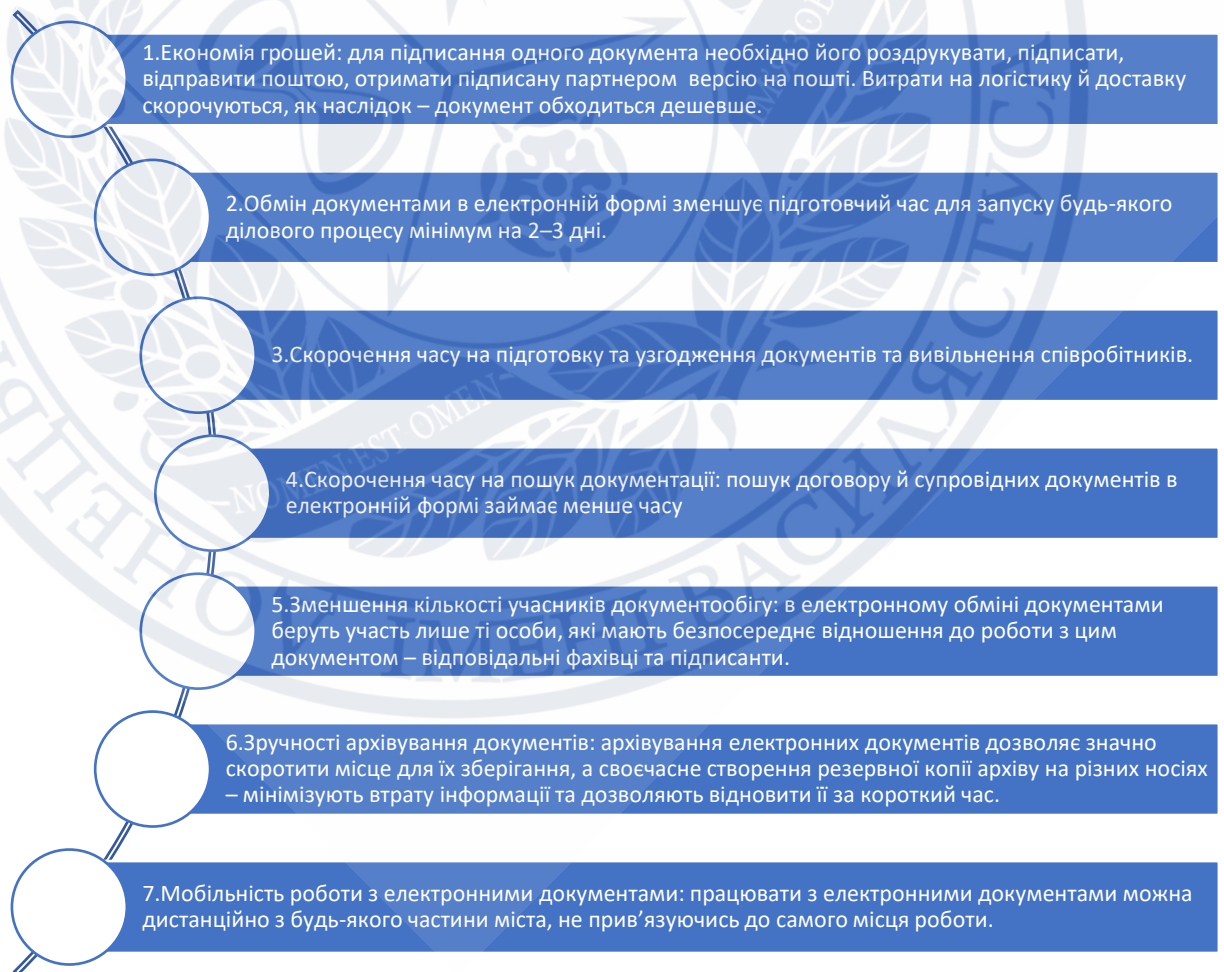 1.Економія грошей: для підписання одного документа необхідно його роздрукувати, підписати,
відправити поштою, отримати підписану партнером версію на пошті. Витрати на логістику й доставку
скорочуються, як наслідок – документ обходиться дешевше.
2.Обмін документами в електронній формі зменшує підготовчий час для запуску будь-якого
ділового процесу мінімум на 2–3 дні.
3.Скорочення часу на підготовку та узгодження документів та вивільнення співробітників.
4.Скорочення часу на пошук документації: пошук договору й супровідних документів в
електронній формі займає менше часу
NOMEN EST OMEN
5.Зменшення кількості учасників документообігу: в електронному обміні документами
беруть участь лише ті особи, які мають безпосереднє відношення до роботи з цим
документом – відповідальні фахівці та підписанти.
ІМЕНІ ВАСИЛЯ СТУС
6.Зручності архівування документів: архівування електронних документів дозволяє значно
скоротити місце для їх зберігання, а своєчасне створення резервної копії архіву на різних носіях
– мінімізують втрату інформації та дозволяють відновити її за короткий час.
7.Мобільність роботи з електронними документами: працювати з електронними документами можна
дистанційно з будь-якого частини міста, не прив’язуючись до самого місця роботи.